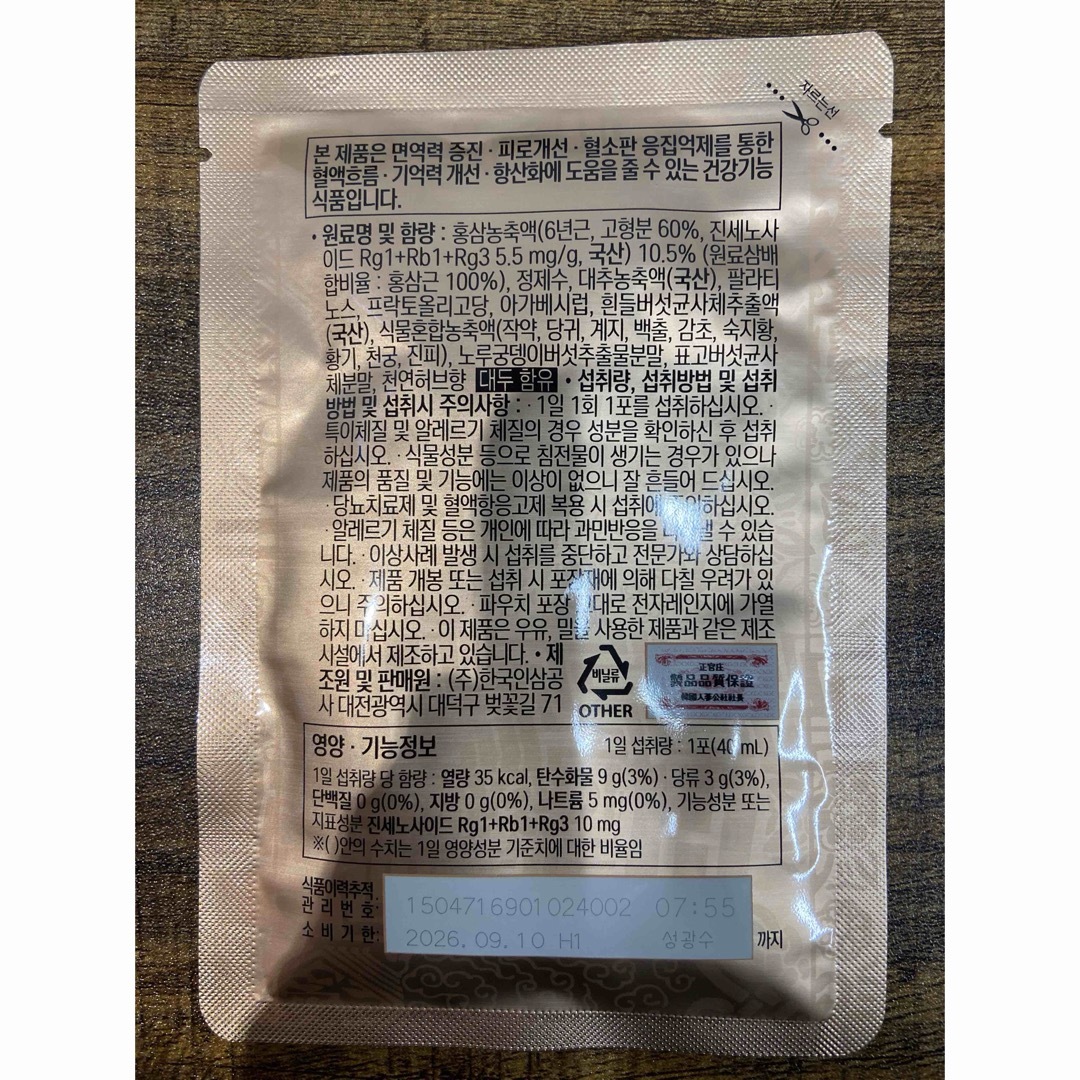 자르는선
본 제품은 면역력 증진 · 피로개선 · 혈소판 응집억제를 통한
혈액흐름 · 기억력 개선 · 항산화에 도움을 줄 수 있는 건강기능
식품입니다.
• 원료명 및 함량 : 홍삼농축액(6년근, 고형분 60%, 진세노사
이드 Rg1+Rb1+Rg3 5.5 mg/g, 국산) 10.5% (원료삼배
합비율 : 홍삼근 100%), 정제수, 대추농축액(국산), 팔라티
노스, 프락토올리고당, 아가베시럽, 흰들버섯균사체추출액
(국산), 식물혼합농축액(작약, 당귀, 계지, 백출, 감초, 숙지황,
황기, 천궁, 진피), 노루궁뎅이버섯추출물분말, 표고버섯균사
체분말, 천연허브향 대두 함유 • 섭취량, 섭취방법 및 섭취
방법 및 섭취시 주의사항 : · 1일 1회 1포를 섭취하십시오. ·
특이체질 및 알레르기 체질의 경우 성분을 확인하신 후 섭취
하십시오. · 식물성분 등으로 침전물이 생기는 경우가 있으나
제품의 품질 및 기능에는 이상이 없으니 잘 흔들어 드십시오.
· 당뇨치료제 및 혈액항응고제 복용 시 섭취에 하십시오.
· 알레르기 체질 등은 개인에 따라 과민반응을 수 있습
니다. · 이상사례 발생 시 섭취를 중단하고 전문가와 상담하십
시오. · 제품 개봉 또는 섭취 시 포장재에 의해 다칠 우려가 있
으니 주의하십시오. · 파우치 포장 그대로 전자레인지에 가열
하지 마십시오. · 이 제품은 우유, 밀을 사용한 제품과 같은 제조
시설에서 제조하고 있습니다. • 제
조원 및 판매원 : (주)한국인삼공
사 대전광역시 대덕구 벚꽃길 71
비닐류
OTHER
正官庄
製品品質保證
韓國人蔘公社社長
영양 · 기능정보 1일 섭취량 : 1포(40 mL)
1일 섭취량 당 함량 : 열량 35 kcal, 탄수화물 9 g(3%) · 당류 3 g(3%),
단백질 0 g(0%), 지방 0 g(0%), 나트륨 5 mg(0%), 기능성분 또는
지표성분 진세노사이드 Rg1+Rb1+Rg3 10 mg
※( )안의 수치는 1일 영양성분 기준치에 대한 비율임
식품이력추적
관리번호: 1504716901024002 07:55
소비기한: 2026.09.10 H1 성광수 까지